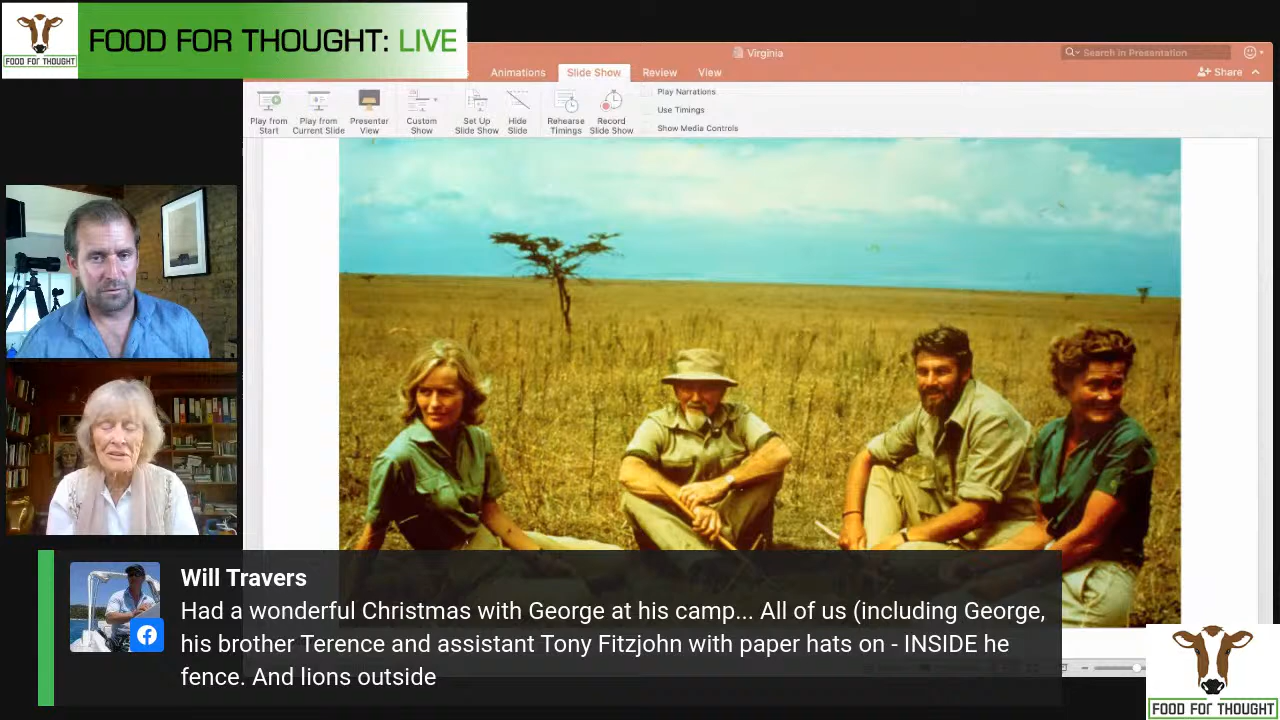 FOOD FOR THOUGHT
FOOD FOR THOUGHT: LIVE
Virginia
Search in Presentation
Animations
Slide Show
Review
View
Share
Play from Start
Play from Current Slide
Presenter View
Custom Show
Set Up Slide Show
Hide Slide
Rehearse Timings
Record Slide Show
Play Narrations
Use Timings
Show Media Controls
Will Travers
Had a wonderful Christmas with George at his camp... All of us (including George,
his brother Terence and assistant Tony Fitzjohn with paper hats on - INSIDE he
fence. And lions outside
FOOD FOR THOUGHT